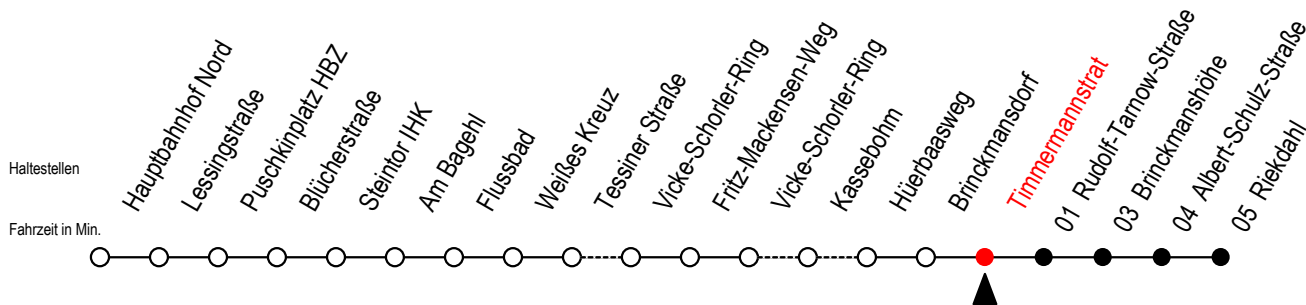 Haltestellen
Fahrzeit in Min.
Hauptbahnhof Nord
Lessingstraße
Puschkinplatz HBZ
Blücherstraße
Steintor IHK
Am Bagehl
Flussbad
Weißes Kreuz
Tessiner Straße
Vicke-Schorler-Ring
Fritz-Mackensen-Weg
Vicke-Schorler-Ring
Kassebohm
Hüerbaasweg
Brinckmansdorf
Timmermannstrat
01 Rudolf-Tarnow-Straße
03 Brinckmanshöhe
04 Albert-Schulz-Straße
05 Riekdahl